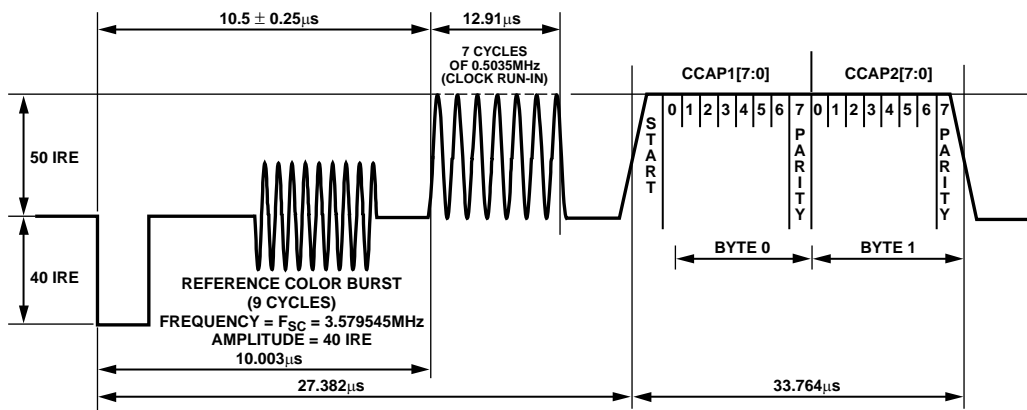 10.5 ± 0.25μs
12.91μs
7 CYCLES
OF 0.5035MHz
(CLOCK RUN-IN)
CCAP1[7:0]
CCAP2[7:0]
0 1 2 3 4 5 6 7 0 1 2 3 4 5 6 7
START
PARITY
PARITY
50 IRE
40 IRE
BYTE 0
BYTE 1
REFERENCE COLOR BURST
(9 CYCLES)
FREQUENCY = FSC = 3.579545MHz
AMPLITUDE = 40 IRE
10.003μs
27.382μs
33.764μs